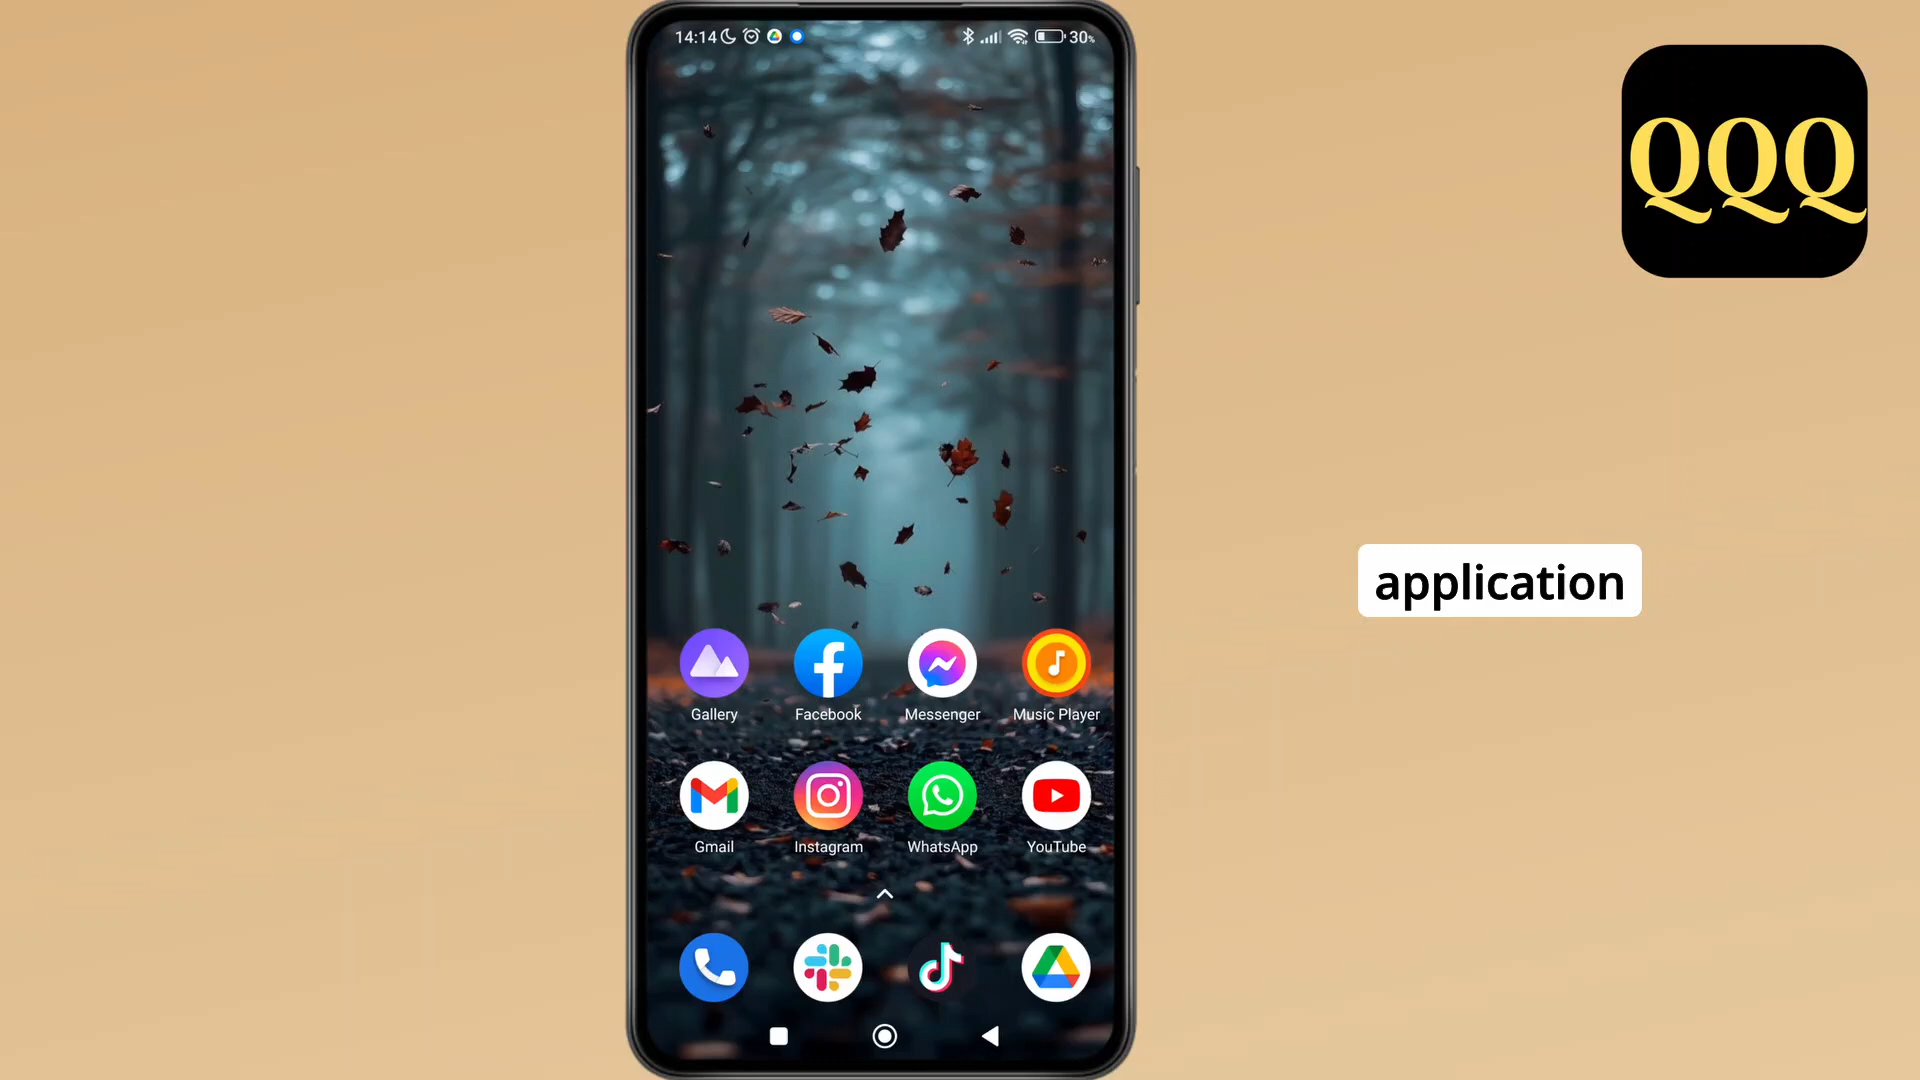 14:14
30%
QQQ
application
Gallery Facebook Messenger Music Player
Gmail Instagram WhatsApp YouTube